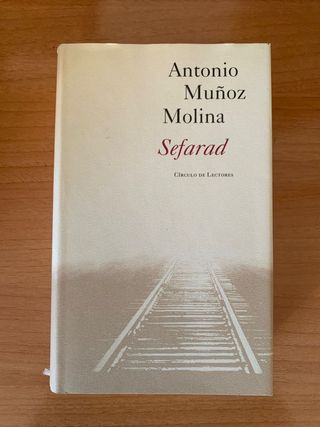 Antonio
Muñoz
Molina
Sefarad
Círculo de Lectores